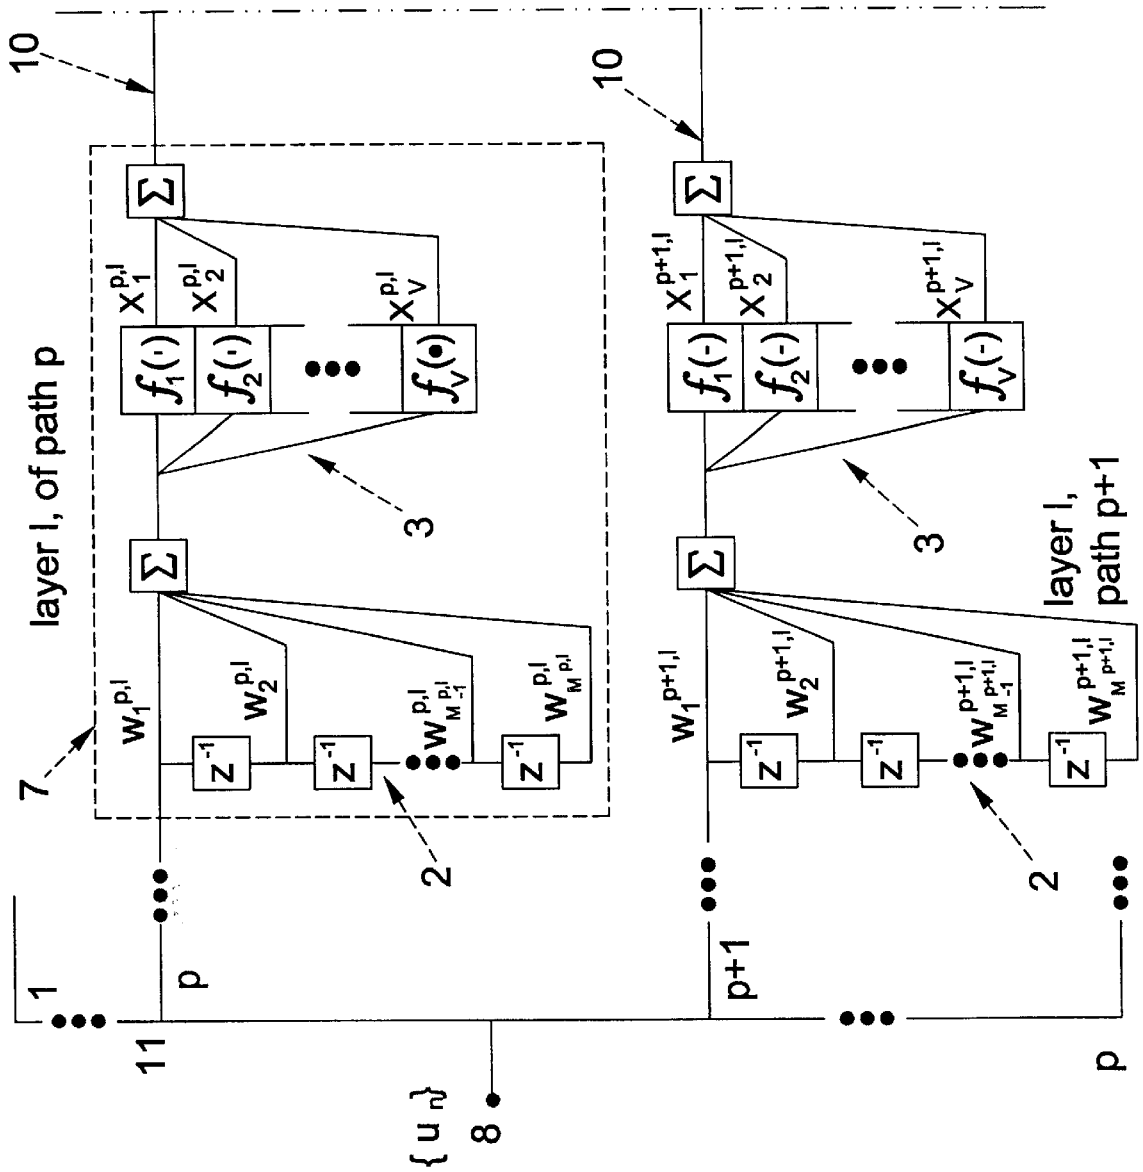 10
layer l, of path p
7
Σ
x₁^{p,l}
x₂^{p,l}
x_V^{p,l}
f₁(·)
f₂(·)
f_V(•)
3
Σ
w₁^{p,l}
w₂^{p,l}
w_{M^{p,l}-1}^{p,l}
w_{M^{p,l}}^{p,l}
z⁻¹
z⁻¹
z⁻¹
2
1
11
p
{u_n}
8
10
Σ
x₁^{p+1,l}
x₂^{p+1,l}
x_V^{p+1,l}
f₁(-)
f₂(-)
f_V(-)
3
layer l,
path p+1
Σ
w₁^{p+1,l}
w₂^{p+1,l}
w_{M^{p+1,l}-1}^{p+1,l}
w_{M^{p+1,l}}^{p+1,l}
z⁻¹
z⁻¹
z⁻¹
2
p+1
p